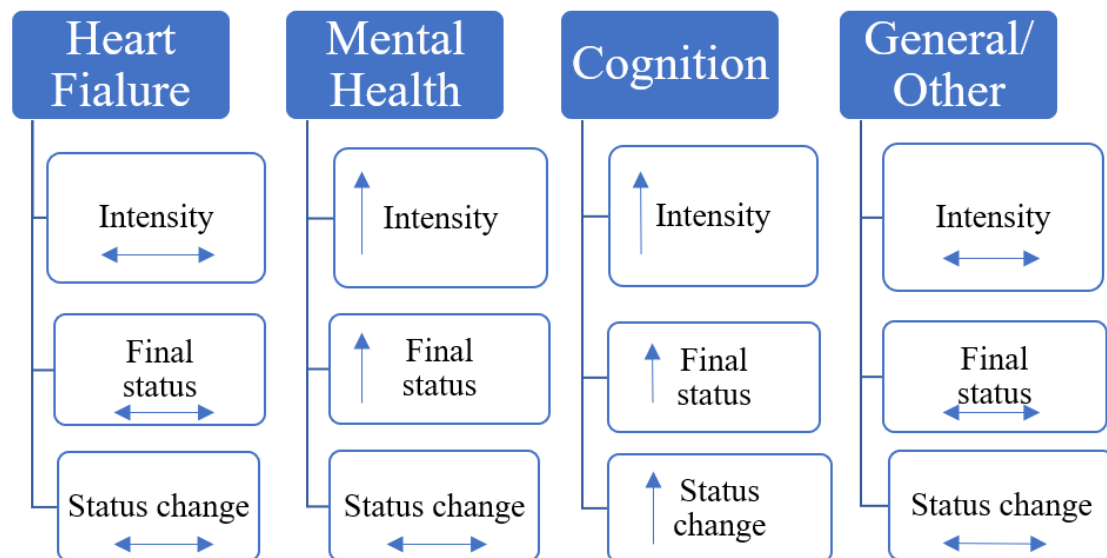 Heart
Fialure
Intensity
Final
status
Status change
Mental
Health
Intensity
Final
status
Status change
Cognition
Intensity
Final
status
Status
change
General/
Other
Intensity
Final
status
Status change